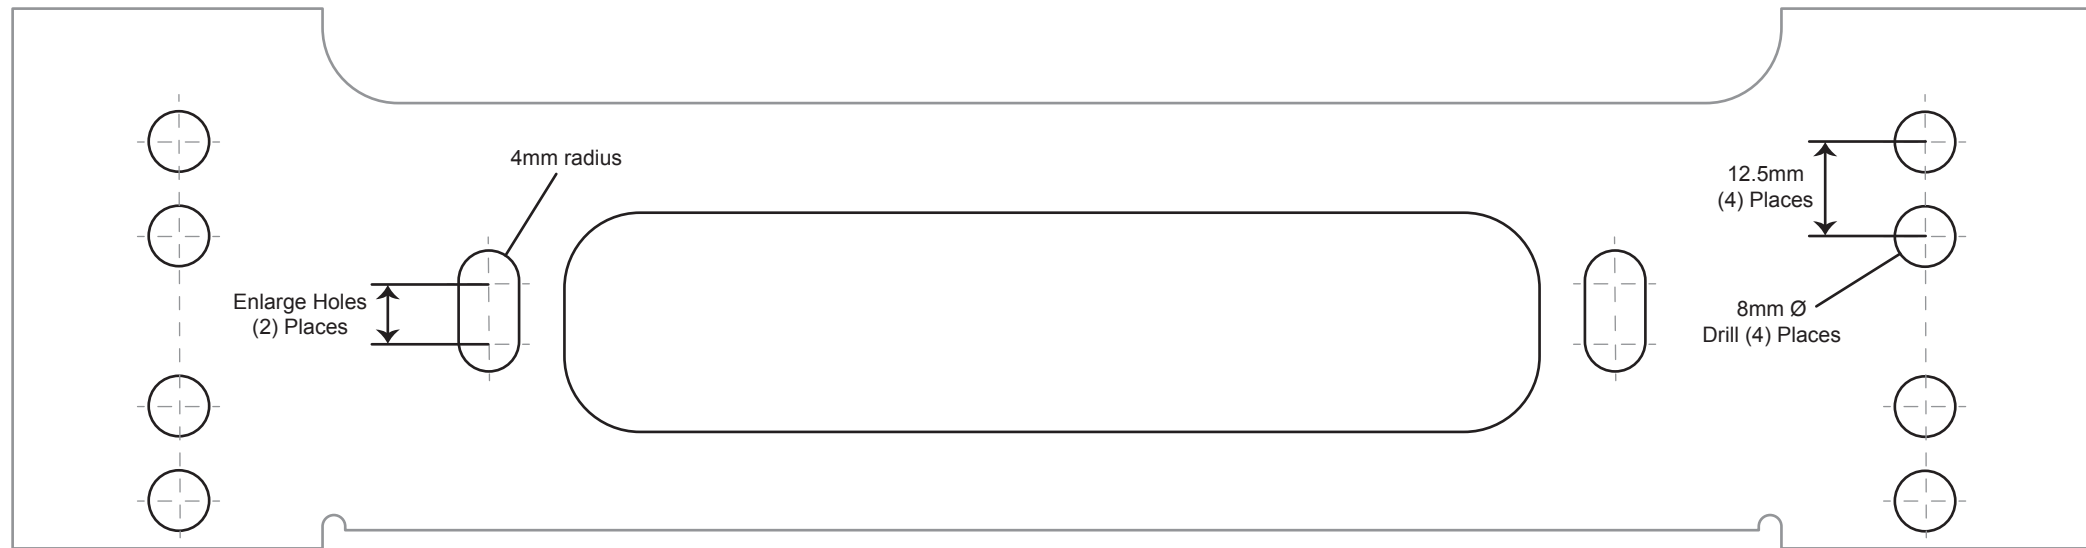 4mm radius
12.5mm
(4) Places
Enlarge Holes
(2) Places
8mm Ø
Drill (4) Places